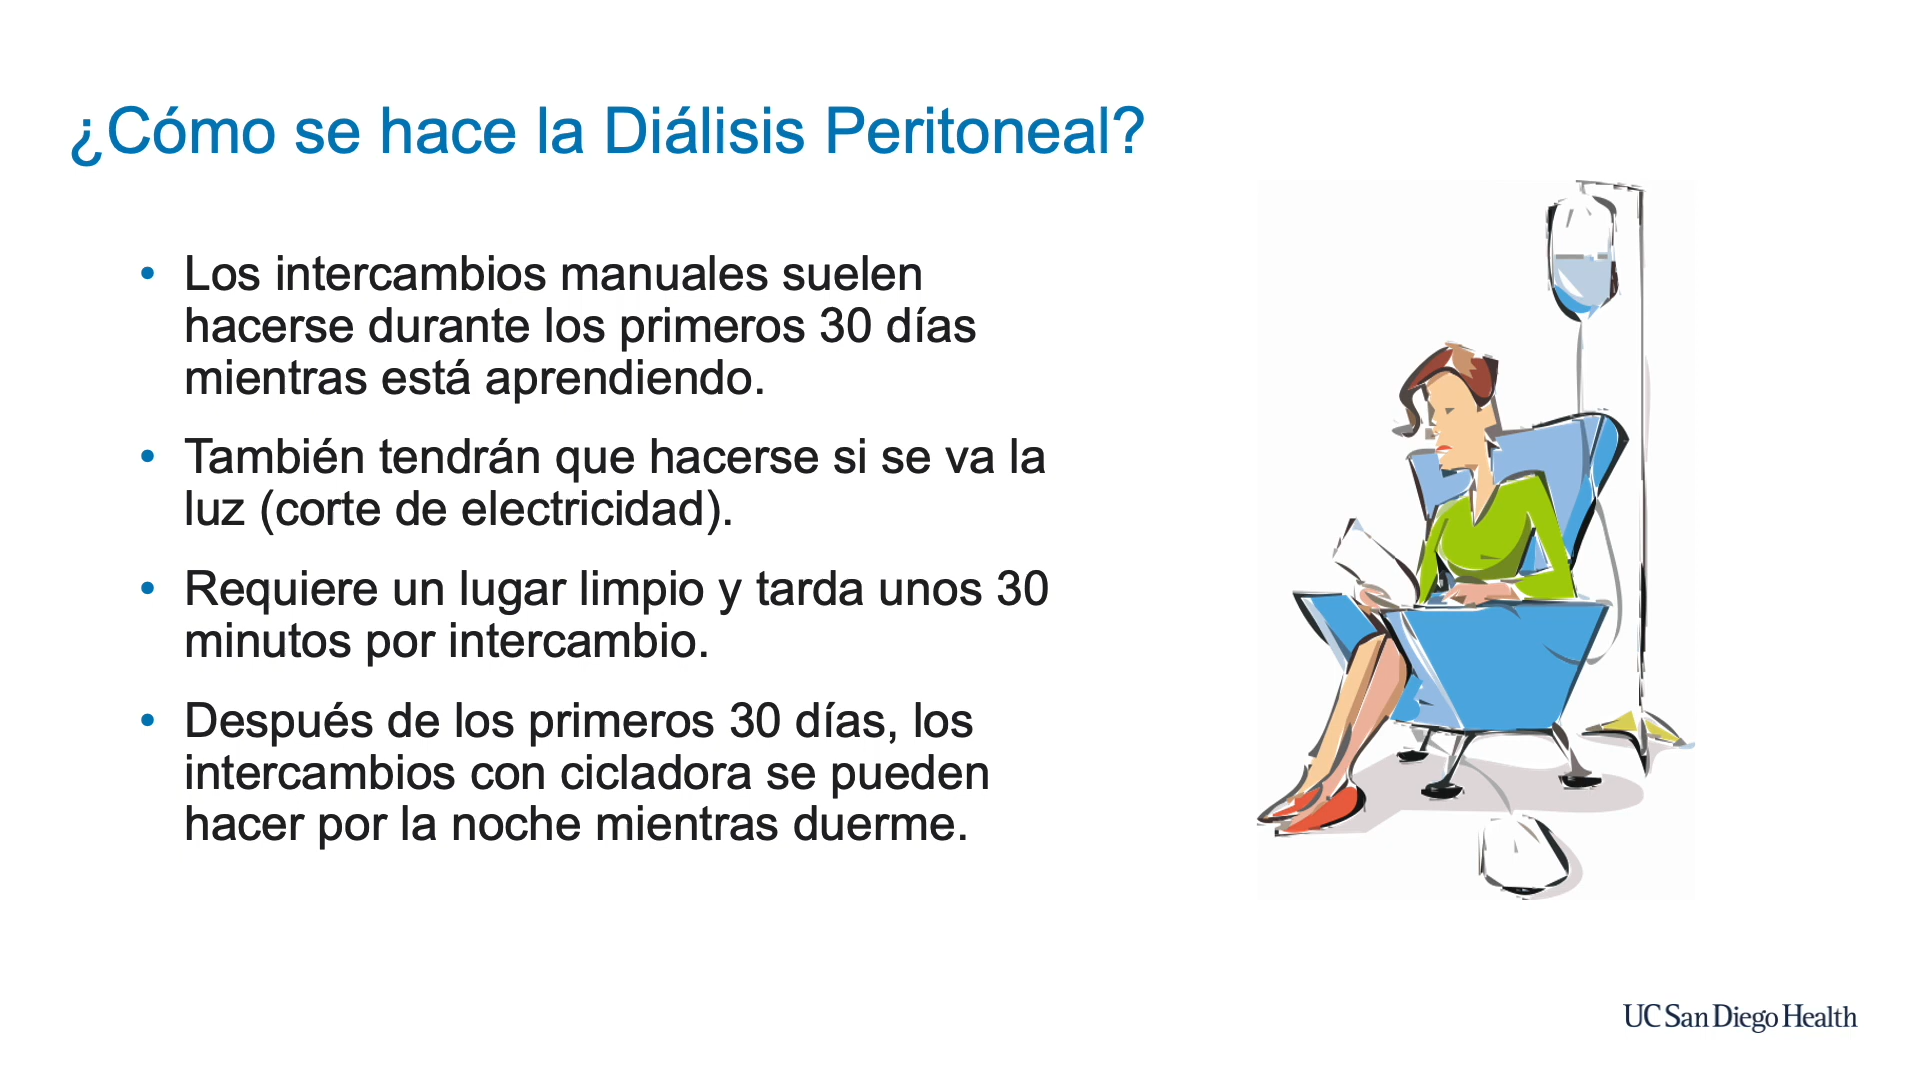 ¿Cómo se hace la Diálisis Peritoneal?
• Los intercambios manuales suelen
hacerse durante los primeros 30 días
mientras está aprendiendo.
• También tendrán que hacerse si se va la
luz (corte de electricidad).
• Requiere un lugar limpio y tarda unos 30
minutos por intercambio.
• Después de los primeros 30 días, los
intercambios con cicladora se pueden
hacer por la noche mientras duerme.
UC San Diego Health